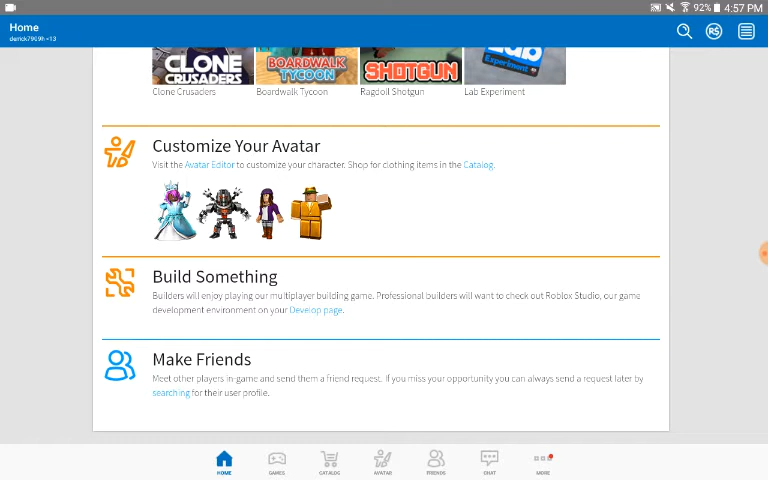 92% 4:57 PM
Home
derrick7909h <13
R$
CLONE CRUSADERS
BOARDWALK TYCOON
SHOTGUN
Lab Experiment
Clone Crusaders
Boardwalk Tycoon
Ragdoll Shotgun
Lab Experiment
Customize Your Avatar
Visit the Avatar Editor to customize your character. Shop for clothing items in the Catalog.
Build Something
Builders will enjoy playing our multiplayer building game. Professional builders will want to check out Roblox Studio, our game
development environment on your Develop page.
Make Friends
Meet other players in-game and send them a friend request. If you miss your opportunity you can always send a request later by
searching for their user profile.
HOME
GAMES
CATALOG
AVATAR
FRIENDS
CHAT
MORE